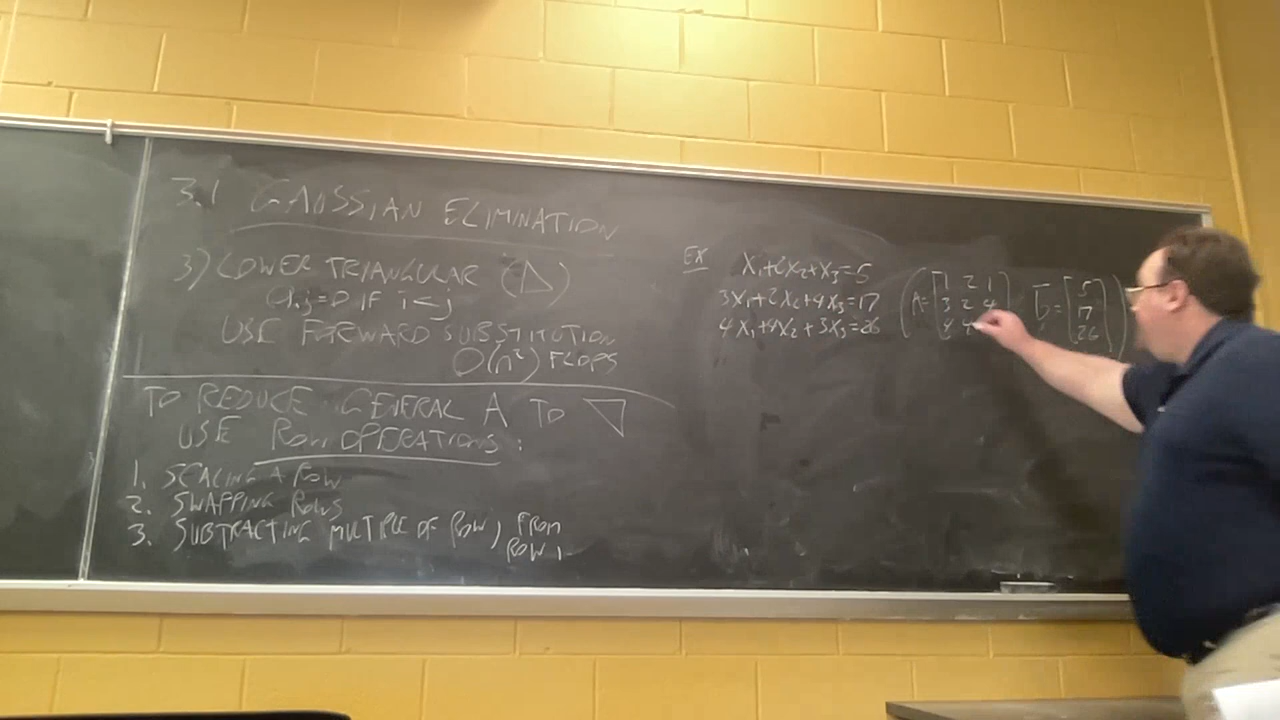 3.1 GAUSSIAN ELIMINATION
3) LOWER TRIANGULAR (◺)
aij=0 IF i<j
USE FORWARD SUBSTITUTION
O(n²) FLOPS
TO REDUCE GENERAL A TO ◹
USE ROW OPERATIONS:
1. SCALING A ROW
2. SWAPPING ROWS
3. SUBTRACTING MULTIPLE OF ROW j FROM
ROW i
EX
X₁+2X₂+X₃=5
3X₁+2X₂+4X₃=17
4X₁+4X₂+3X₃=26
(A=[1 2 1
3 2 4
4 4
b=[5
17
26])